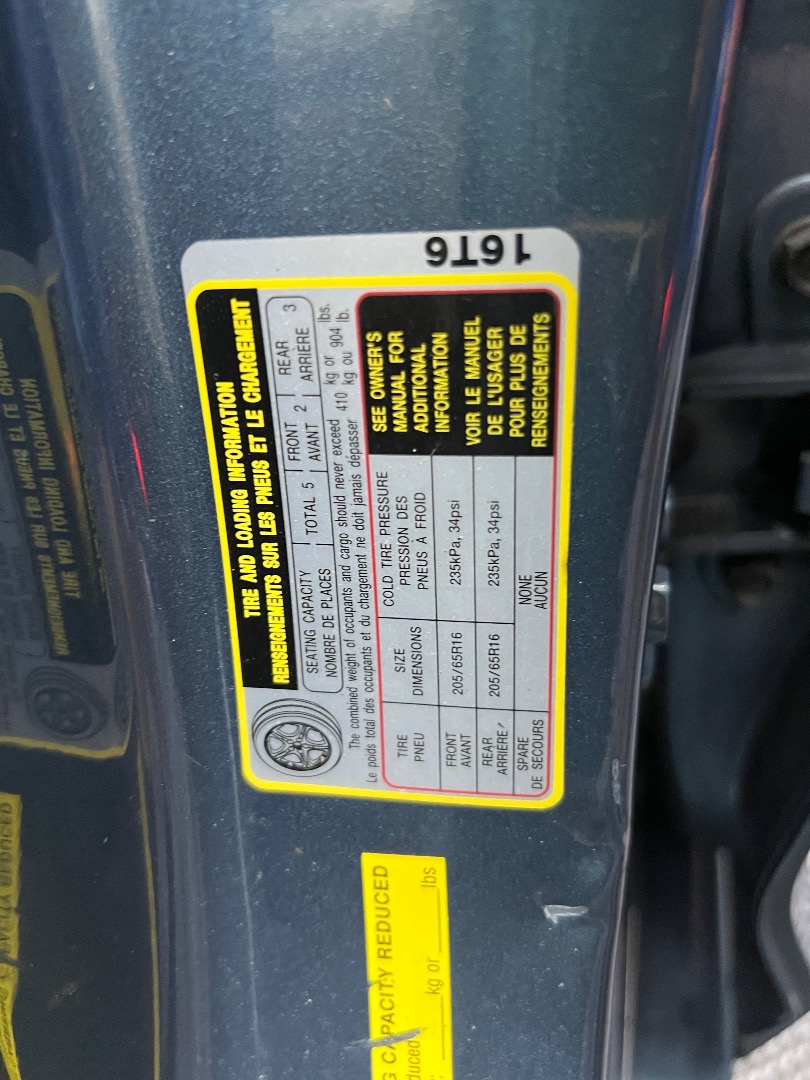 16T6
TIRE AND LOADING INFORMATION
RENSEIGNEMENTS SUR LES PNEUS ET LE CHARGEMENT
SEATING CAPACITY TOTAL 5 FRONT 2 REAR 3
NOMBRE DE PLACES AVANT ARRIÈRE
The combined weight of occupants and cargo should never exceed 410 kg or 904 lbs.
Le poids total des occupants et du chargement ne doit jamais dépasser 410 kg ou 904 lb.
TIRE SIZE COLD TIRE PRESSURE
PNEU DIMENSIONS PRESSION DES
PNEUS À FROID
FRONT 205/65R16 235kPa, 34psi
AVANT
REAR 205/65R16 235kPa, 34psi
ARRIÈRE
SPARE NONE
DE SECOURS AUCUN
SEE OWNER'S
MANUAL FOR
ADDITIONAL
INFORMATION
VOIR LE MANUEL
DE L'USAGER
POUR PLUS DE
RENSEIGNEMENTS
CAPACITY REDUCED
kg or lbs